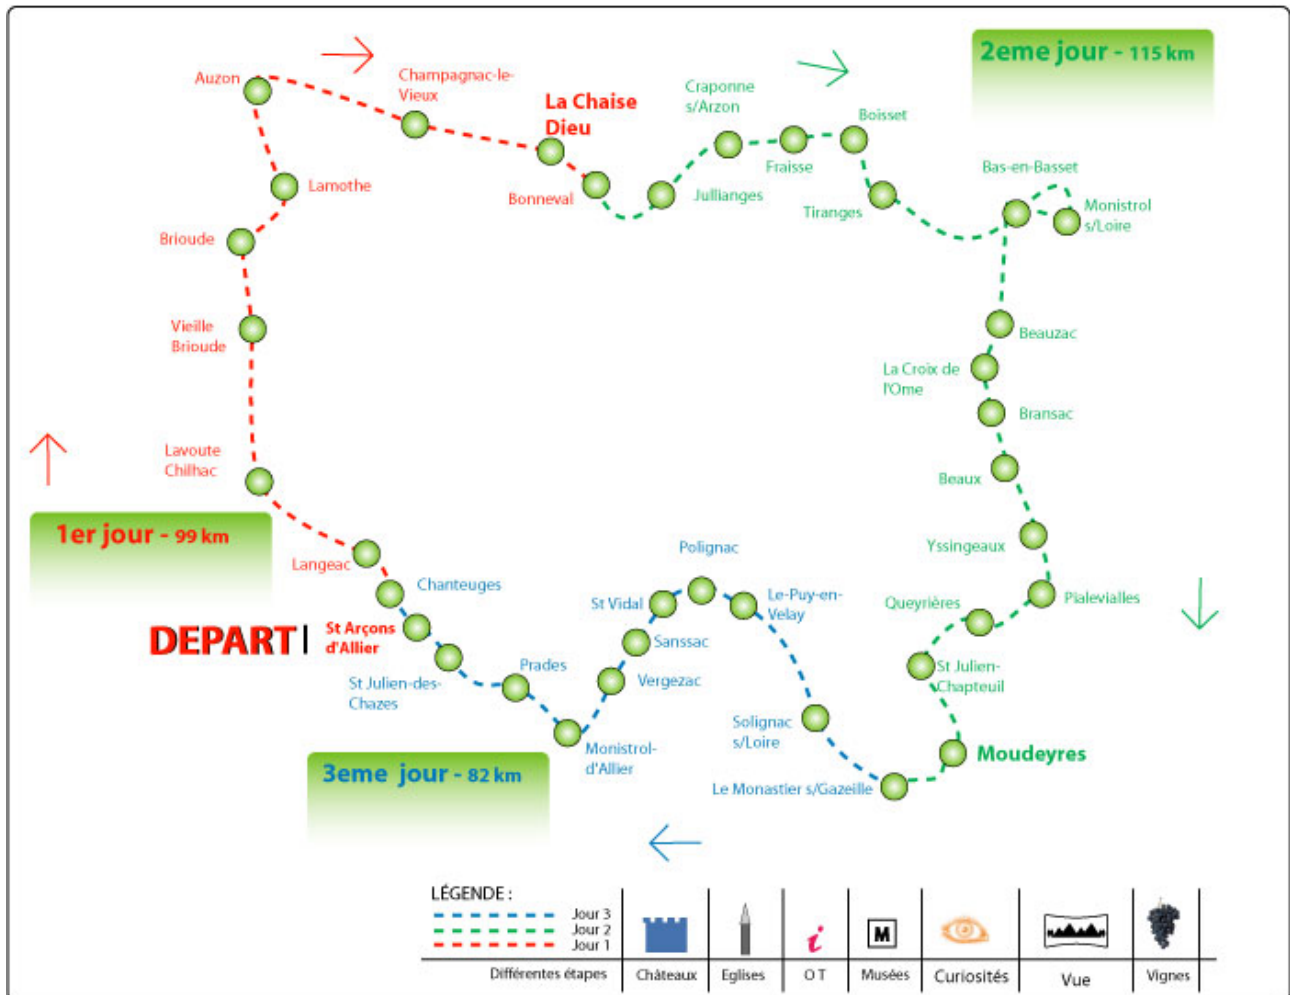 2eme jour - 115 km
Auzon
Champagnac-le-
Vieux
La Chaise
Dieu
Craponne
s/Arzon
Boisset
Fraisse
Bas-en-Basset
Lamothe
Bonneval
Jullianges
Tiranges
Monistrol
s/Loire
Brioude
Vieille
Brioude
Beauzac
La Croix de
l'Ome
Bransac
Lavoute
Chilhac
Beaux
1er jour - 99 km
Langeac
Polignac
Yssingeaux
Chanteuges
St Vidal
Le-Puy-en-
Velay
Queyrières
Pialevialles
DEPART
St Arçons
d'Allier
Sanssac
St Julien-des-
Chazes
Prades
Vergezac
St Julien-
Chapteuil
Solignac
s/Loire
Monistrol-
d'Allier
Moudeyres
3eme jour - 82 km
Le Monastier s/Gazeille
LÉGENDE :
Jour 3
Jour 2
Jour 1
M
Différentes étapes
Châteaux
Eglises
O T
Musées
Curiosités
Vue
Vignes